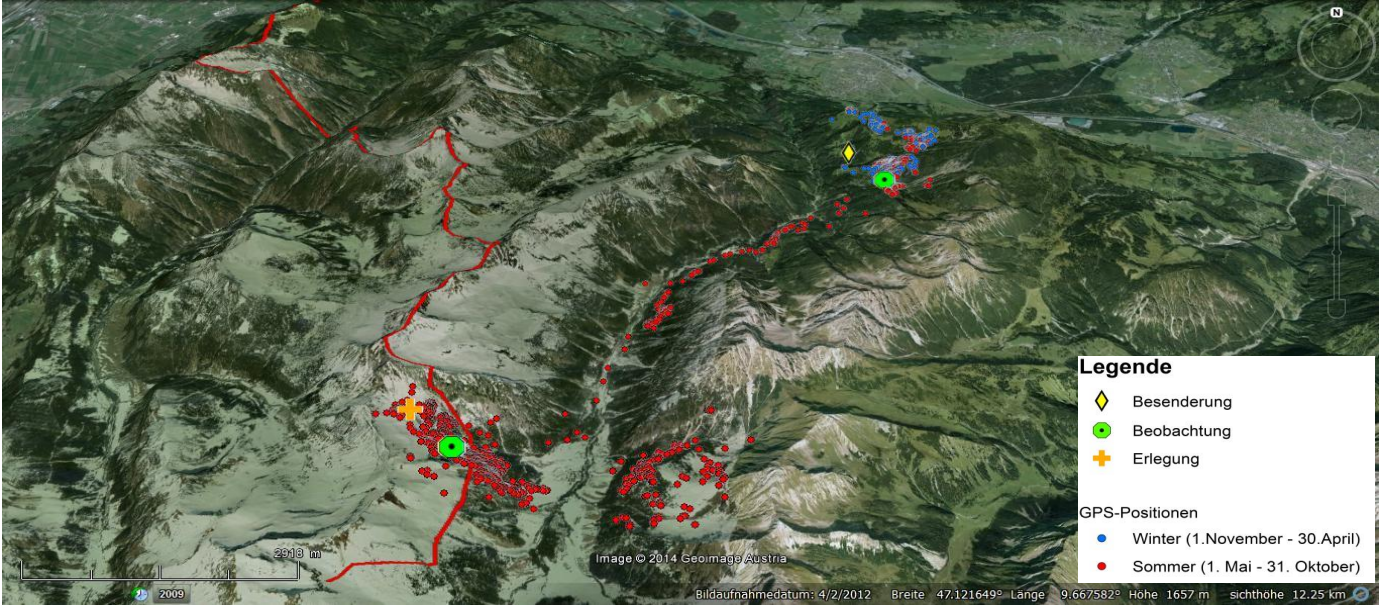 N
Legende
Besenderung
Beobachtung
Erlegung
GPS-Positionen
Winter (1.November - 30.April)
Sommer (1. Mai - 31. Oktober)
2918 m
Image © 2014 Geoimage Austria
2009
Bildaufnahmedatum: 4/2/2012 Breite 47.121649° Länge 9.667582° Höhe 1657 m sichthöhe 12.25 km